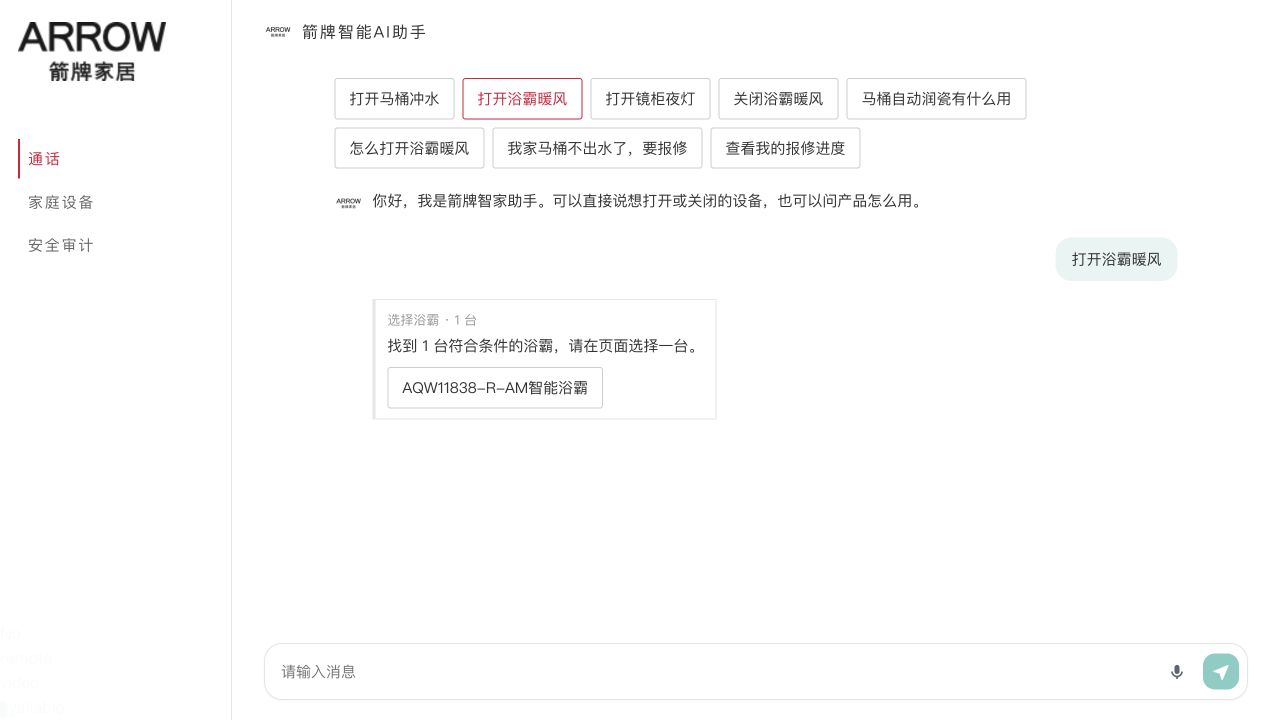 ARROW
箭牌家居
通话
家庭设备
安全审计
箭牌智能AI助手
打开马桶冲水
打开浴霸暖风
打开镜柜夜灯
关闭浴霸暖风
马桶自动润瓷有什么用
怎么打开浴霸暖风
我家马桶不出水了，要报修
查看我的报修进度
ARROW
箭牌家居
你好，我是箭牌智家助手。可以直接说想打开或关闭的设备，也可以问产品怎么用。
打开浴霸暖风
选择浴霸 · 1 台
找到 1 台符合条件的浴霸，请在页面选择一台。
AQW11838-R-AM智能浴霸
请输入消息